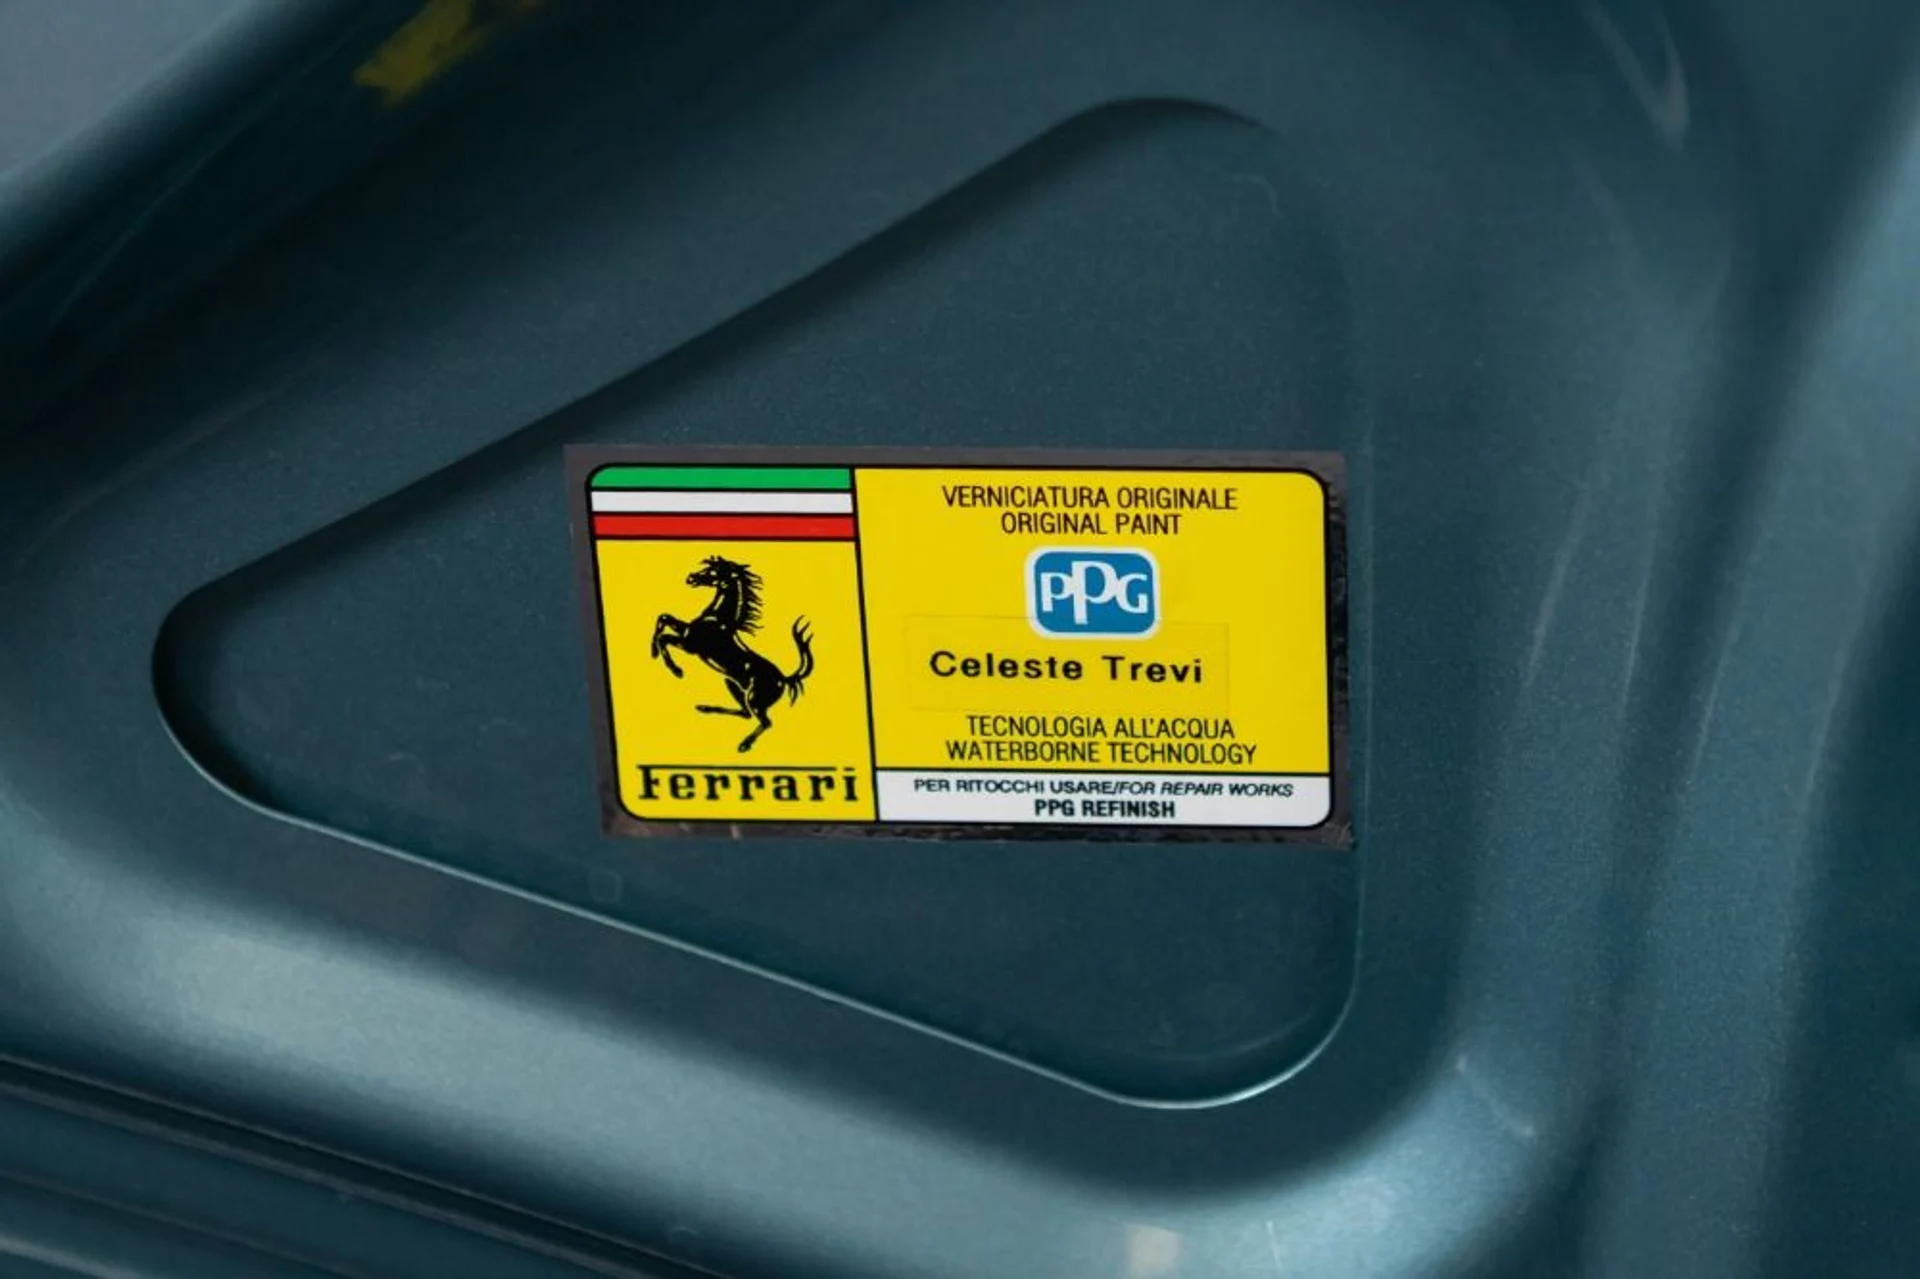 VERNICIATURA ORIGINALE
ORIGINAL PAINT
PPG
Celeste Trevi
TECNOLOGIA ALL'ACQUA
WATERBORNE TECHNOLOGY
Ferrari
PER RITOCCHI USARE/FOR REPAIR WORKS
PPG REFINISH